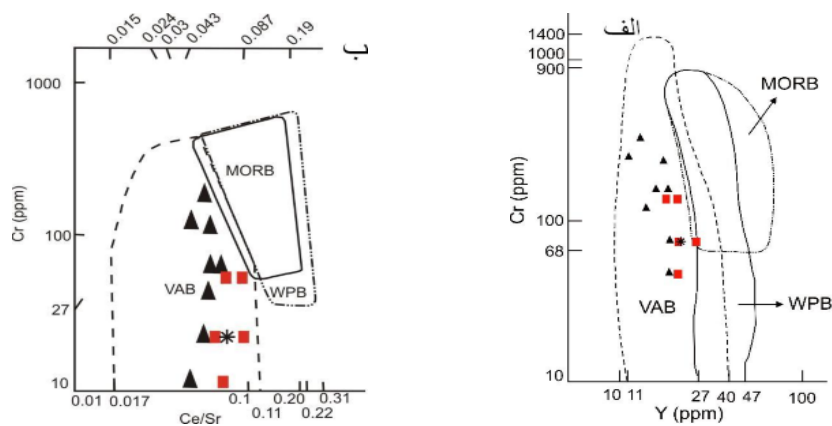 0.015 0.024 0.03 0.043 0.087 0.19
ب
1000
100
27
10
Cr (ppm)
MORB
VAB
WPB
0.01 0.017 0.1 0.11 0.20 0.22 0.31
Ce/Sr
الف
1400
1000
900
100
68
10
Cr (ppm)
MORB
VAB
WPB
10 11 27 40 47 100
Y (ppm)